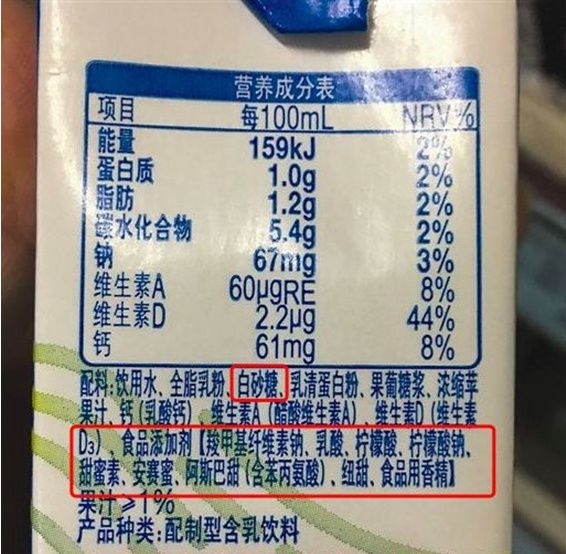 营养成分表
项目 每100mL NRV%
能量 159kJ 2%
蛋白质 1.0g 2%
脂肪 1.2g 2%
碳水化合物 5.4g 2%
钠 67mg 3%
维生素A 60μgRE 8%
维生素D 2.2μg 44%
钙 61mg 8%
配料:饮用水、全脂乳粉、白砂糖、乳清蛋白粉、果葡糖浆、浓缩苹
果汁、钙(乳酸钙)、维生素A(醋酸维生素A)、维生素D(维生素
D₃)、食品添加剂【羧甲基纤维素钠、乳酸、柠檬酸、柠檬酸钠、
甜蜜素、安赛蜜、阿斯巴甜(含苯丙氨酸)、纽甜、食品用香精】
果汁≥1%
产品种类:配制型含乳饮料